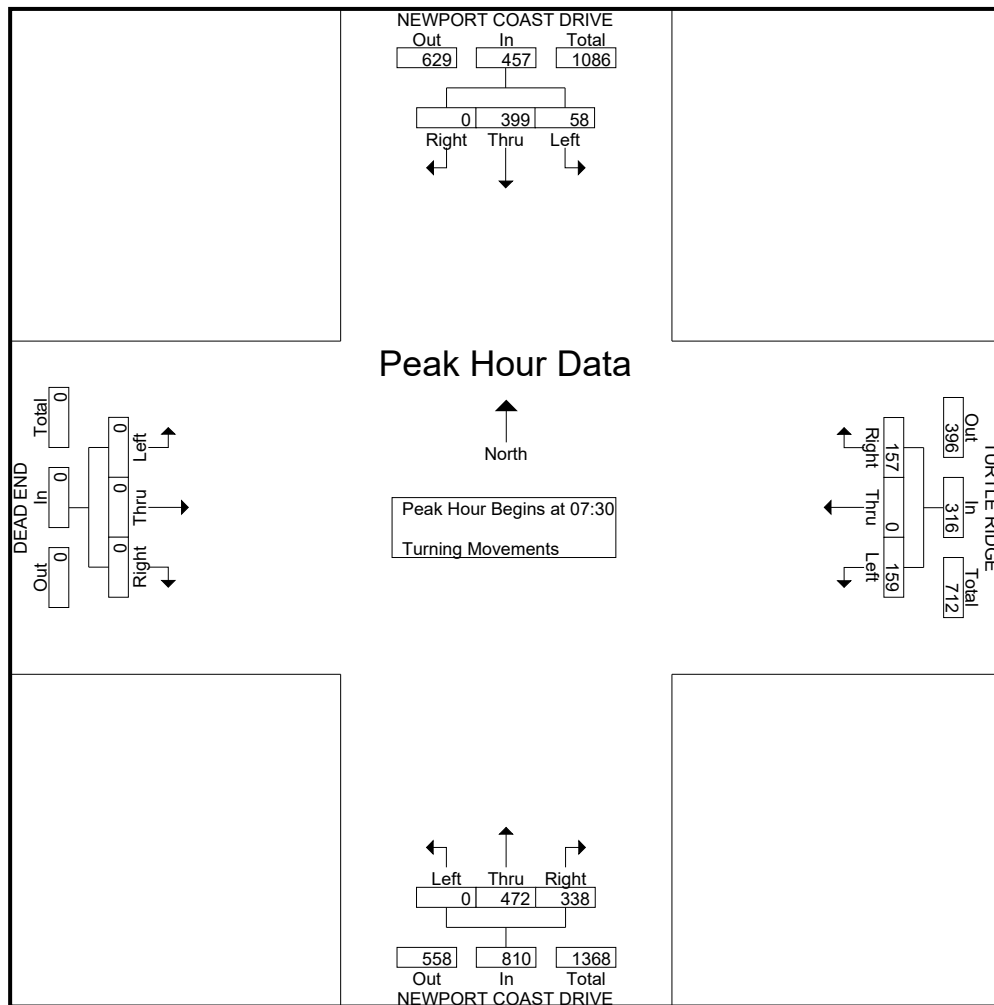 NEWPORT COAST DRIVE
Out In Total
629 457 1086
0 399 58
Right Thru Left
Peak Hour Data
North
Peak Hour Begins at 07:30
Turning Movements
DEAD END
Total In Out
0 0 0
0 0 0
Left Thru Right
TURTLE RIDGE
Out In Total
396 316 712
157 0 159
Right Thru Left
Left Thru Right
0 472 338
558 810 1368
Out In Total
NEWPORT COAST DRIVE